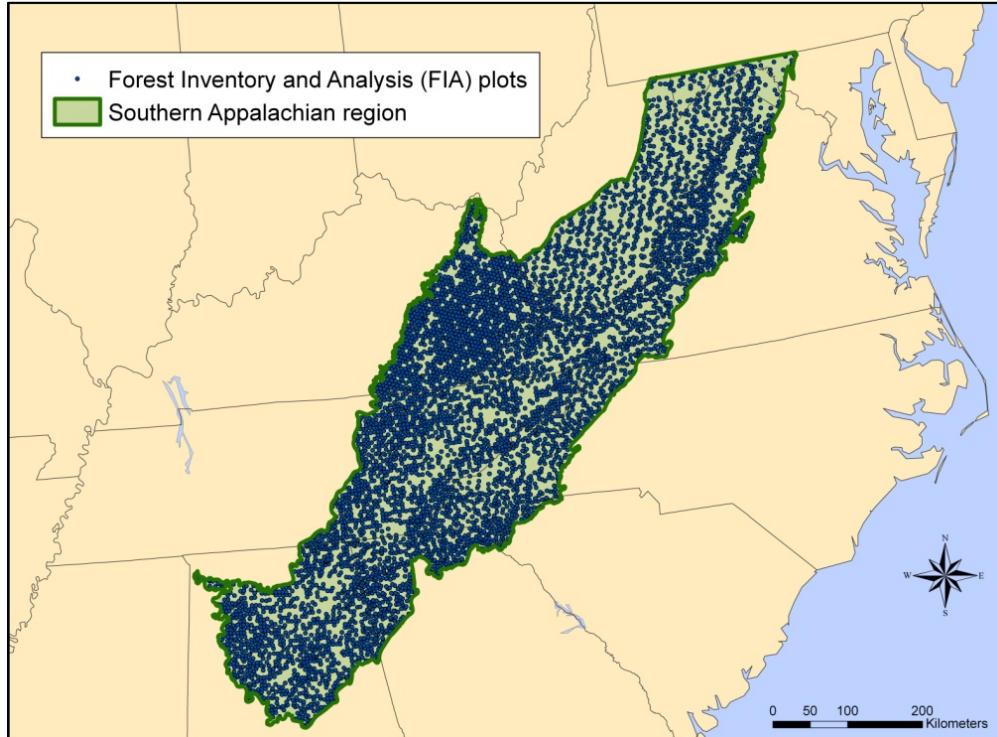 Forest Inventory and Analysis (FIA) plots
Southern Appalachian region
N
W E
S
0 50 100 200
Kilometers